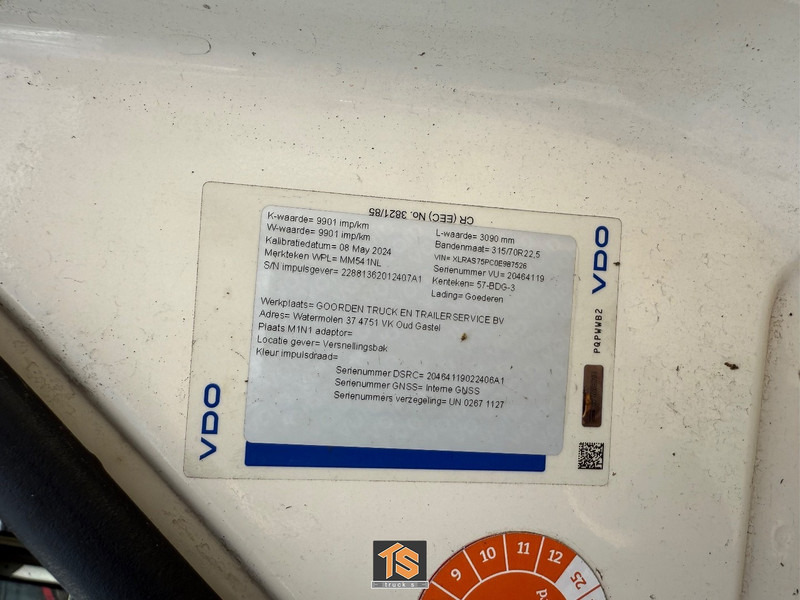 CR (EEC) No. 3821/85
K-waarde= 9901 imp/km
W-waarde= 9901 imp/km
Kalibratiedatum= 08 May 2024
Merkteken WPL= MM541NL
S/N impulsgever= 22881362012407A1
L-waarde= 3090 mm
Bandenmaat= 315/70R22,5
VIN= XLRAS75PC0E987526
Serienummer VU= 20464119
Kenteken= 57-BDG-3
Lading= Goederen
Werkplaats= GOORDEN TRUCK EN TRAILERSERVICE BV
Adres= Watermolen 37 4751 VK Oud Gastel
Plaats M1N1 adaptor=
Locatie gever= Versnellingsbak
Kleur impulsdraad=
Serienummer DSRC= 20464119022406A1
Serienummer GNSS= Interne GNSS
Serienummers verzegeling= UN 0267 1127
VDO
VDO
PQPWWB2
9 10 11 12
25
TS